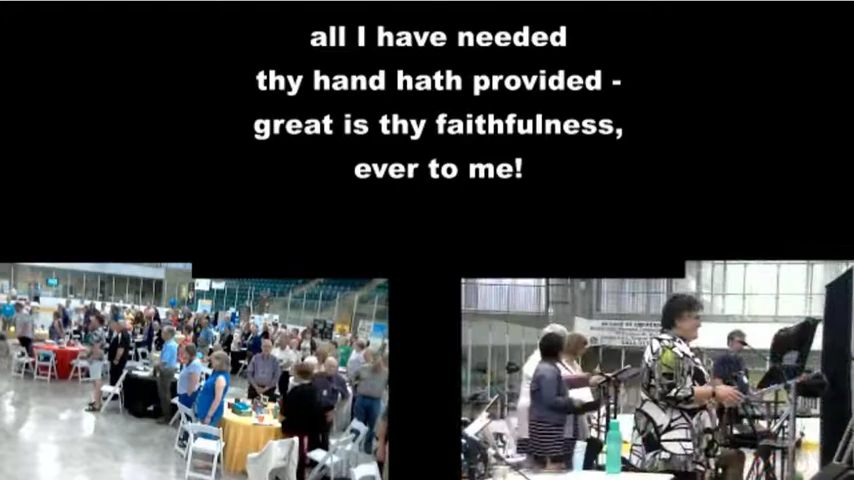 all I have needed
thy hand hath provided -
great is thy faithfulness,
ever to me!